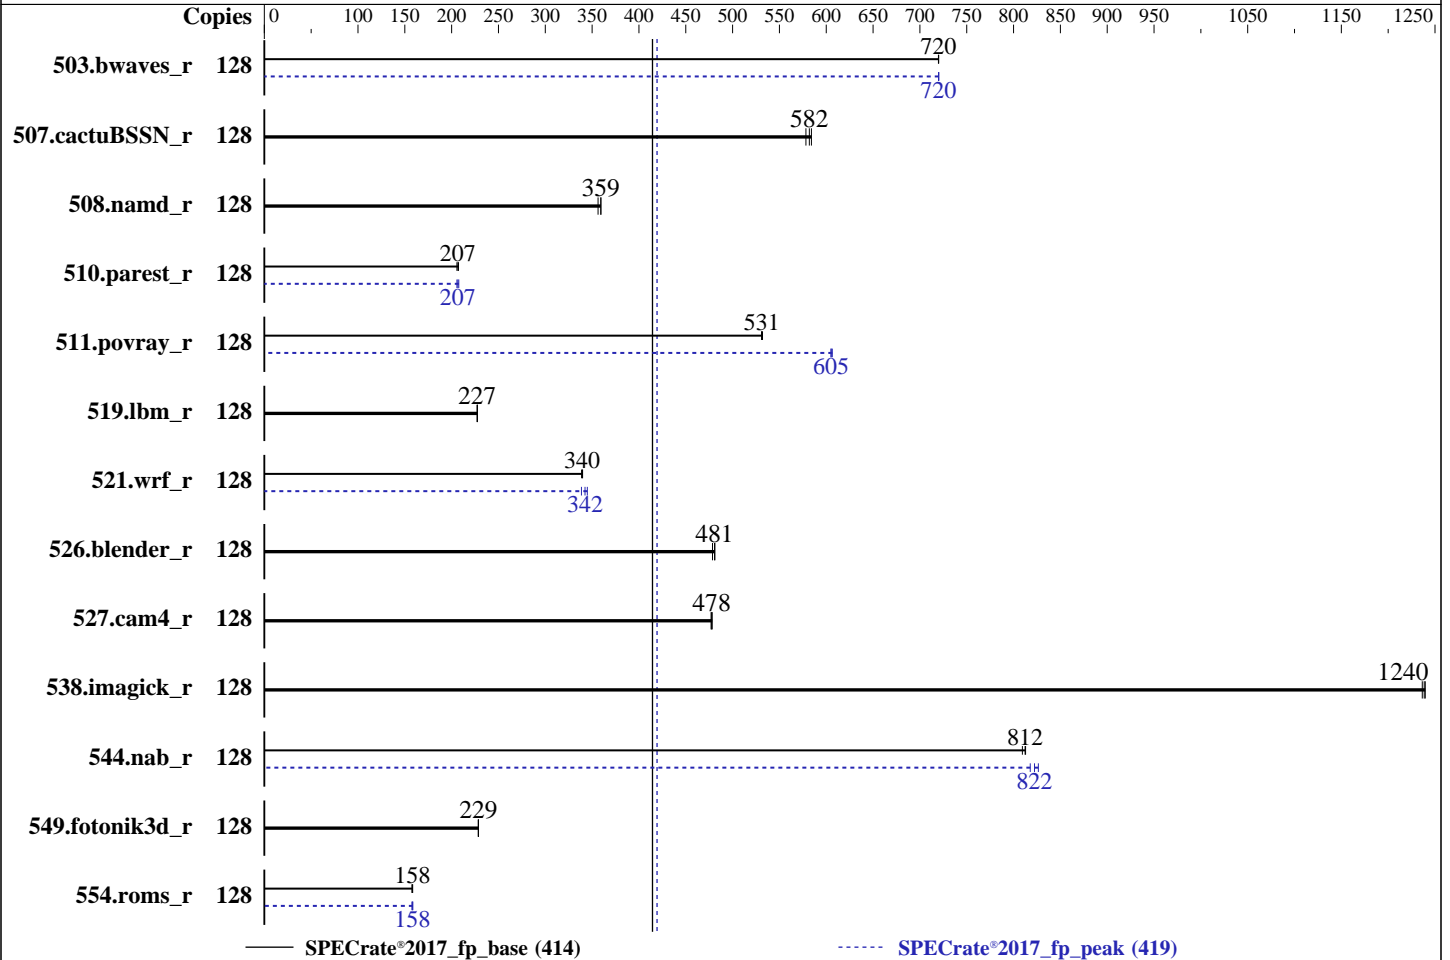 Copies 0 100 150 200 250 300 350 400 450 500 550 600 650 700 750 800 850 900 950 1050 1150 1250
720
503.bwaves_r 128
720
582
507.cactuBSSN_r 128
359
508.namd_r 128
207
510.parest_r 128
207
531
511.povray_r 128
605
227
519.lbm_r 128
340
521.wrf_r 128
342
481
526.blender_r 128
478
527.cam4_r 128
1240
538.imagick_r 128
812
544.nab_r 128
822
229
549.fotonik3d_r 128
158
554.roms_r 128
158
SPECrate®2017_fp_base (414) SPECrate®2017_fp_peak (419)